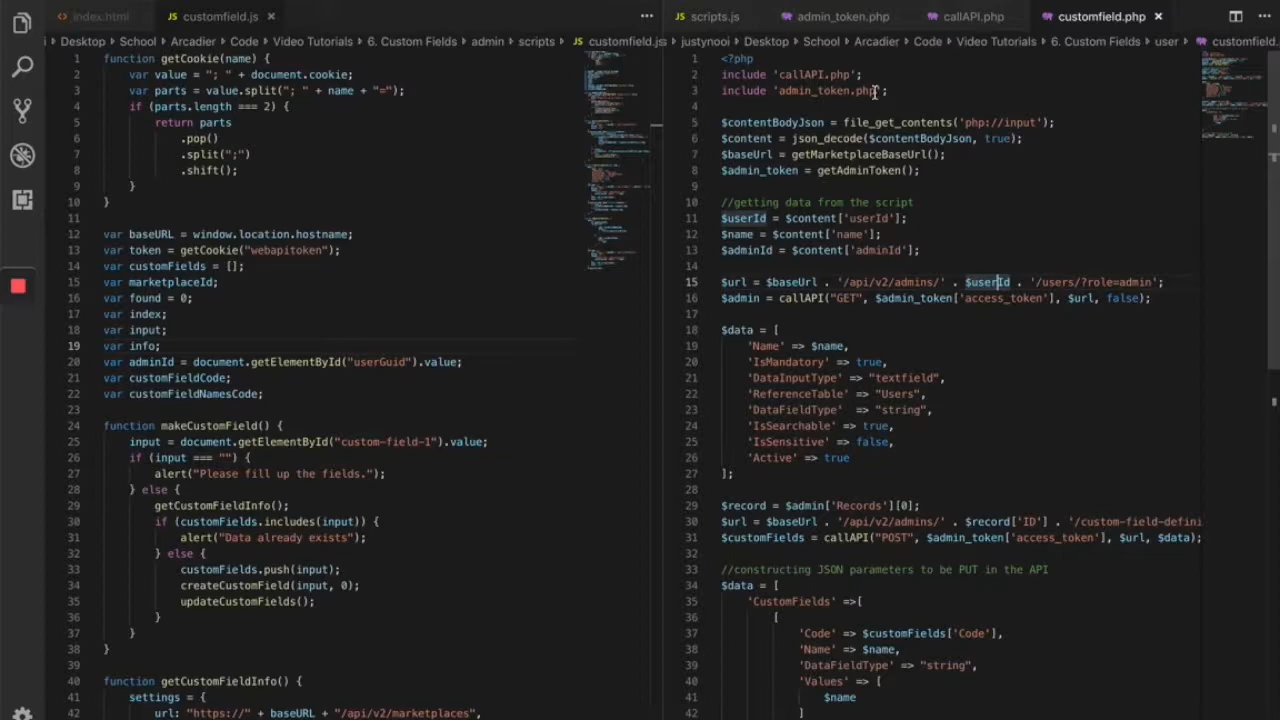 index.html
customfield.js
scripts.js
admin_token.php
callAPI.php
customfield.php
Desktop › School › Arcadier › Code › Video Tutorials › 6. Custom Fields › admin › scripts › customfield.js
justynooi › Desktop › School › Arcadier › Code › Video Tutorials › 6. Custom Fields › user › customfield.
1 function getCookie(name) {
2 var value = "; " + document.cookie;
3 var parts = value.split("; " + name + "=");
4 if (parts.length === 2) {
5 return parts
6 .pop()
7 .split(";")
8 .shift();
9 }
10 }
11
12 var baseURL = window.location.hostname;
13 var token = getCookie("webapitoken");
14 var customFields = [];
15 var marketplaceId;
16 var found = 0;
17 var index;
18 var input;
19 var info;
20 var adminId = document.getElementById("userGuid").value;
21 var customFieldCode;
22 var customFieldNamesCode;
23
24 function makeCustomField() {
25 input = document.getElementById("custom-field-1").value;
26 if (input === "") {
27 alert("Please fill up the fields.");
28 } else {
29 getCustomFieldInfo();
30 if (customFields.includes(input)) {
31 alert("Data already exists");
32 } else {
33 customFields.push(input);
34 createCustomField(input, 0);
35 updateCustomFields();
36 }
37 }
38 }
39
40 function getCustomFieldInfo() {
41 settings = {
42 url: "https://" + baseURL + "/api/v2/marketplaces",
1 <?php
2 include 'callAPI.php';
3 include 'admin_token.php';
4
5 $contentBodyJson = file_get_contents('php://input');
6 $content = json_decode($contentBodyJson, true);
7 $baseUrl = getMarketplaceBaseUrl();
8 $admin_token = getAdminToken();
9
10 //getting data from the script
11 $userId = $content['userId'];
12 $name = $content['name'];
13 $adminId = $content['adminId'];
14
15 $url = $baseUrl . '/api/v2/admins/' . $userId . '/users/?role=admin';
16 $admin = callAPI("GET", $admin_token['access_token'], $url, false);
17
18 $data = [
19 'Name' => $name,
20 'IsMandatory' => true,
21 'DataInputType' => "textfield",
22 'ReferenceTable' => "Users",
23 'DataFieldType' => "string",
24 'IsSearchable' => true,
25 'IsSensitive' => false,
26 'Active' => true
27 ];
28
29 $record = $admin['Records'][0];
30 $url = $baseUrl . '/api/v2/admins/' . $record['ID'] . '/custom-field-defini
31 $customFields = callAPI("POST", $admin_token['access_token'], $url, $data);
32
33 //constructing JSON parameters to be PUT in the API
34 $data = [
35 'CustomFields' =>[
36 [
37 'Code' => $customFields['Code'],
38 'Name' => $name,
39 'DataFieldType' => "string",
40 'Values' => [
41 $name
42 ]